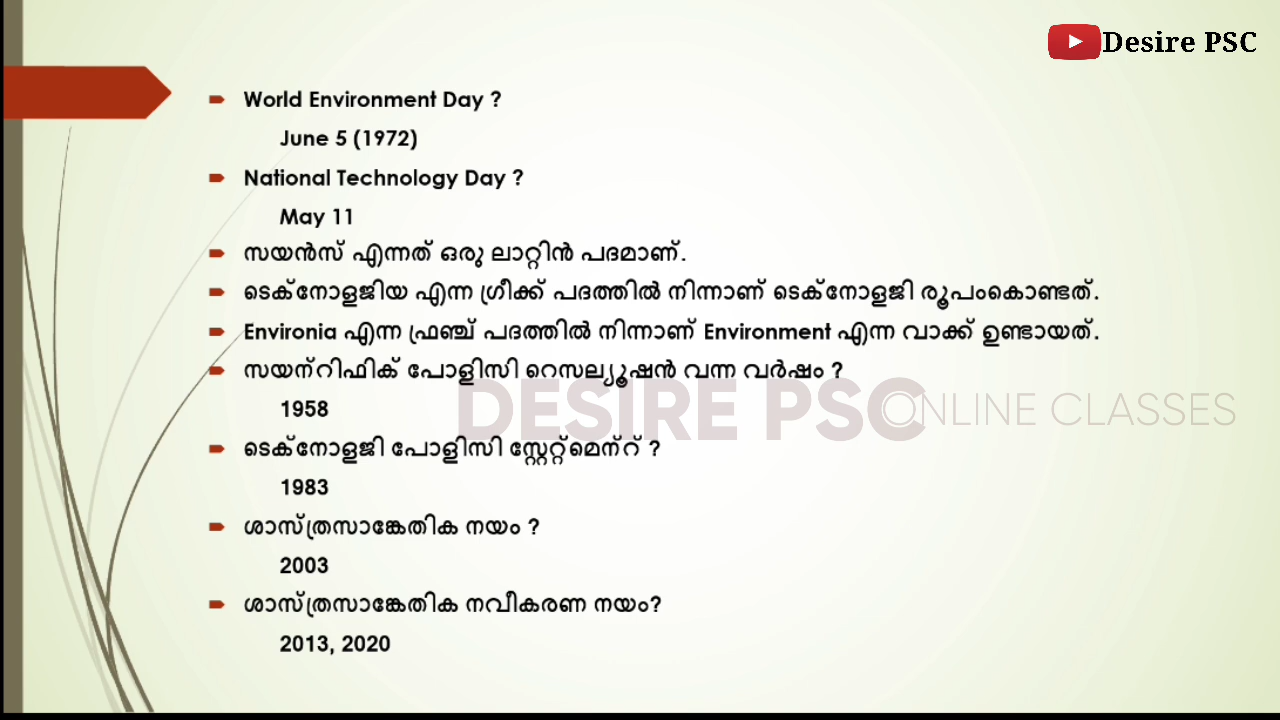 Desire PSC
World Environment Day ?
June 5 (1972)
National Technology Day ?
May 11
സയൻസ് എന്നത് ഒരു ലാറ്റിൻ പദമാണ്.
ടെക്നോളജിയ എന്ന ഗ്രീക്ക് പദത്തിൽ നിന്നാണ് ടെക്നോളജി രൂപംകൊണ്ടത്.
Environia എന്ന ഫ്രഞ്ച് പദത്തിൽ നിന്നാണ് Environment എന്ന വാക്ക് ഉണ്ടായത്.
സയന്റിഫിക് പോളിസി റെസല്യൂഷൻ വന്ന വർഷം ?
1958
DESIRE PSC ONLINE CLASSES
ടെക്നോളജി പോളിസി സ്റ്റേറ്റ്മെന്റ് ?
1983
ശാസ്ത്രസാങ്കേതിക നയം ?
2003
ശാസ്ത്രസാങ്കേതിക നവീകരണ നയം?
2013, 2020